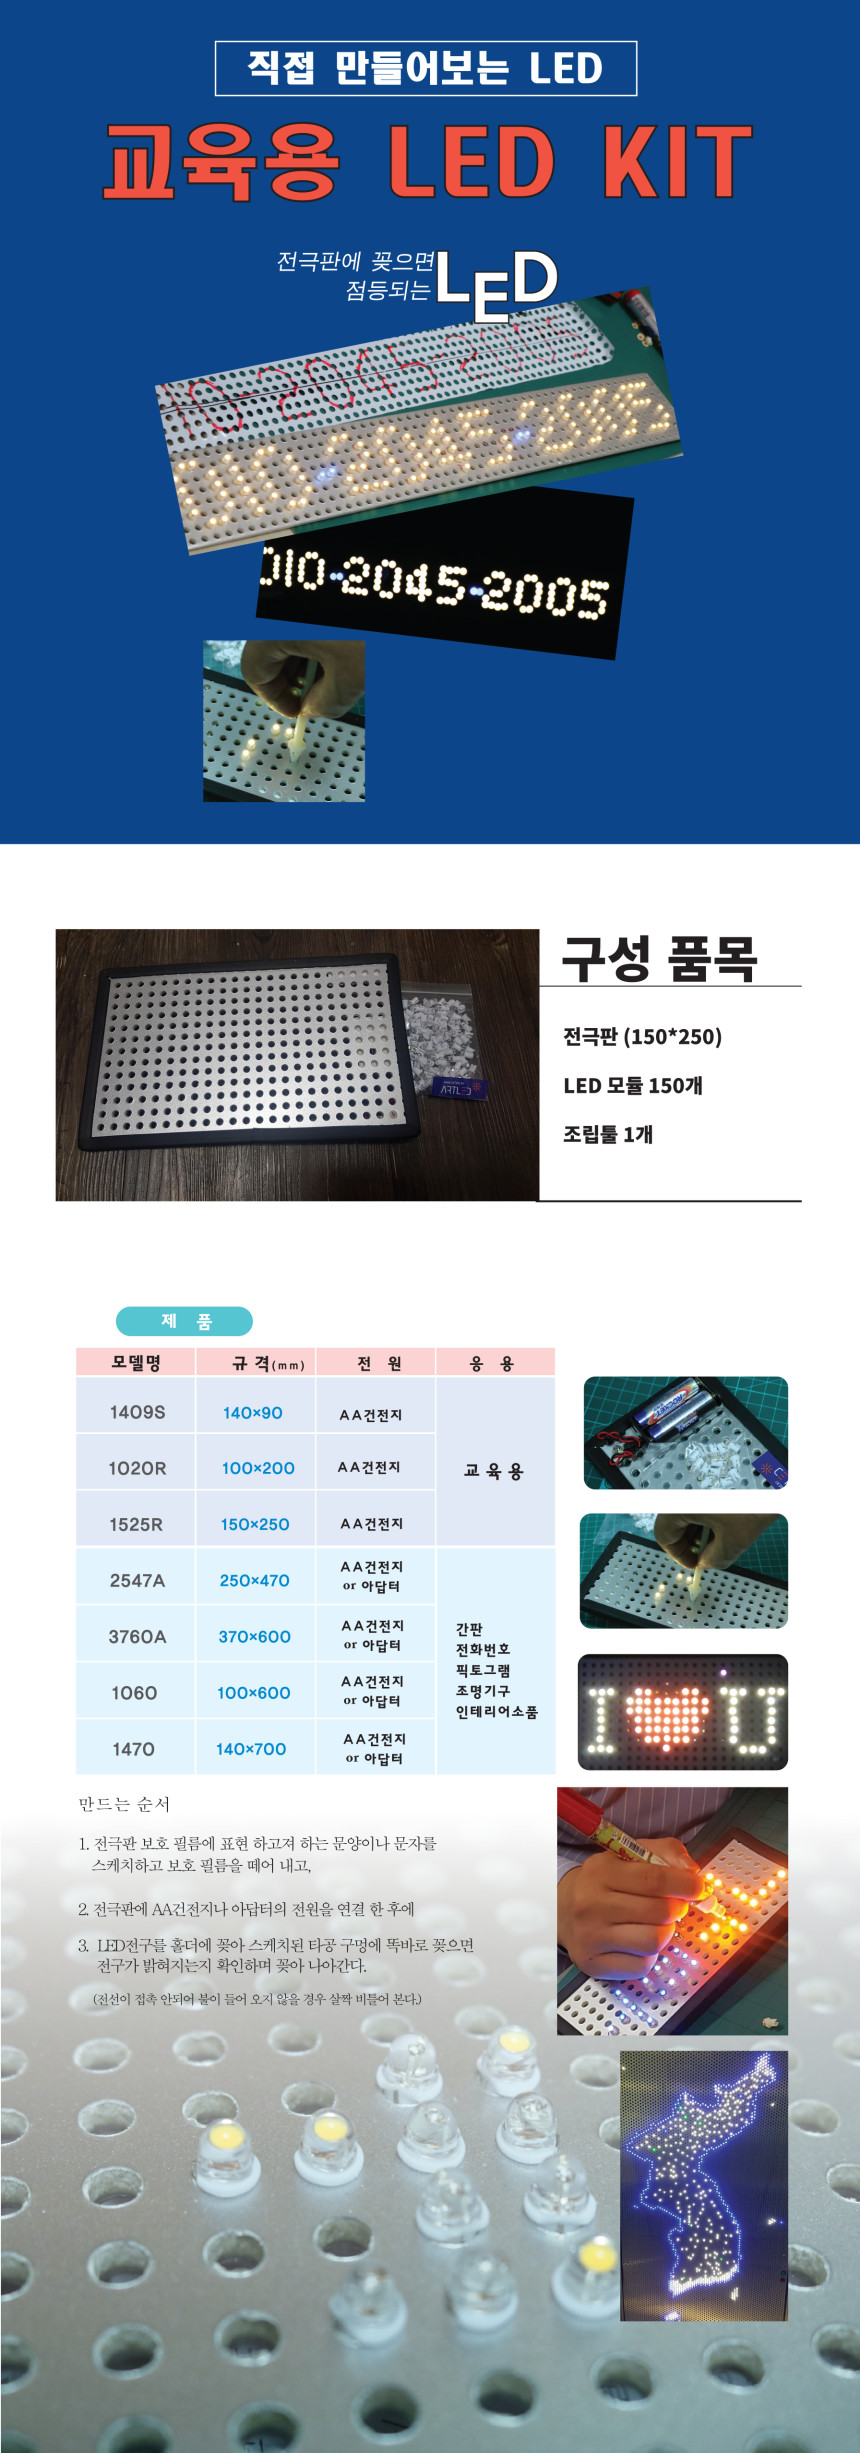 직접 만들어보는 LED
교육용 LED KIT
전극판에 꽂으면
점등되는 LED
010-2045-2005
구성 품목
전극판 (150*250)
LED 모듈 150개
조립툴 1개
ARTLED
제 품
모델명 규 격(mm) 전 원 응 용
1409S 140×90 AA건전지
1020R 100×200 AA건전지 교 육 용
1525R 150×250 AA건전지
2547A 250×470 AA건전지
or 아답터
3760A 370×600 AA건전지
or 아답터
1060 100×600 AA건전지
or 아답터
1470 140×700 AA건전지
or 아답터
간판
전화번호
픽토그램
조명기구
인테리어소품
ROCKET
I U
만드는 순서
1. 전극판 보호 필름에 표현 하고져 하는 문양이나 문자를
스케치하고 보호 필름을 떼어 내고,
2. 전극판에 AA건전지나 아답터의 전원을 연결 한 후에
3. LED전구를 홀더에 꽂아 스케치된 타공 구멍에 똑바로 꽂으면
전구가 밝혀지는지 확인하며 꽂아 나아간다.
(전선이 접촉 안되어 불이 들어 오지 않을 경우 살짝 비틀어 본다.)